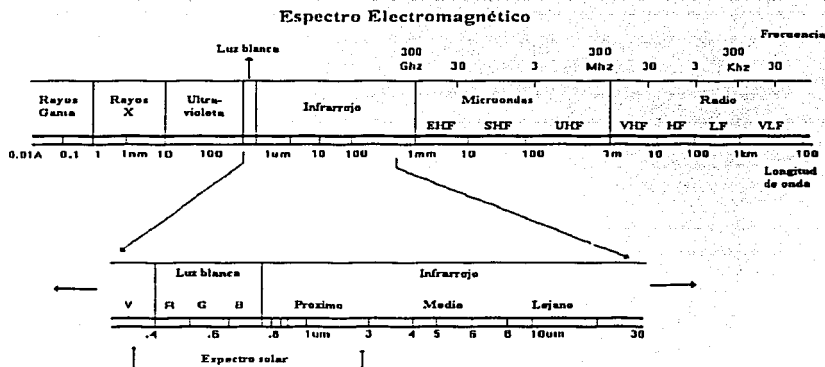 Espectro Electromagnético
Frecuencia
Luz blanca
300 Ghz 30 3 300 Mhz 30 3 300 Khz 30
Rayos Gama Rayos X Ultra-violeta Infrarrojo Microondas Radio
EHF SHF UHF VHF HF LF VLF
0.01A 0.1 1 1nm 10 100 1um 10 100 1mm 10 100 1m 10 100 1km 100
Longitud de onda
Luz blanca Infrarrojo
V R G B Proximo Medio Lejano
.4 .6 .8 1um 3 4 5 6 8 10um 30
Espectro solar